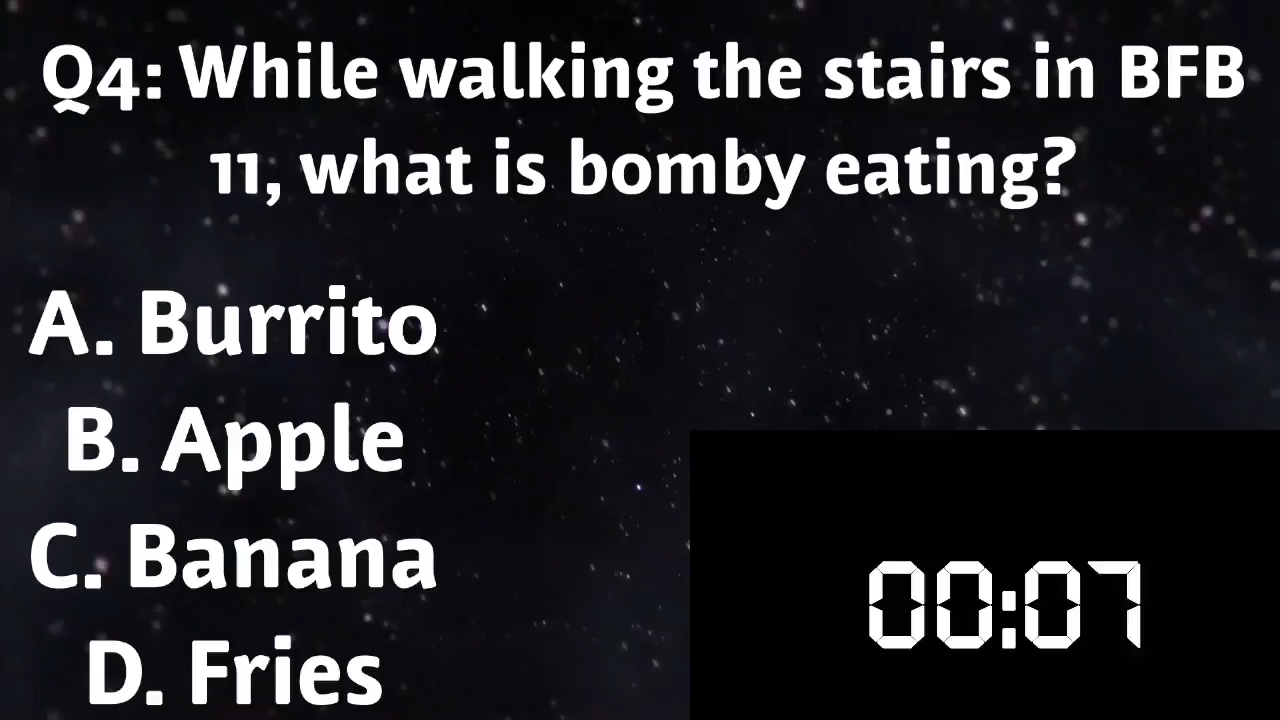 Q4: While walking the stairs in BFB
11, what is bomby eating?
A. Burrito
B. Apple
C. Banana
D. Fries
00:07